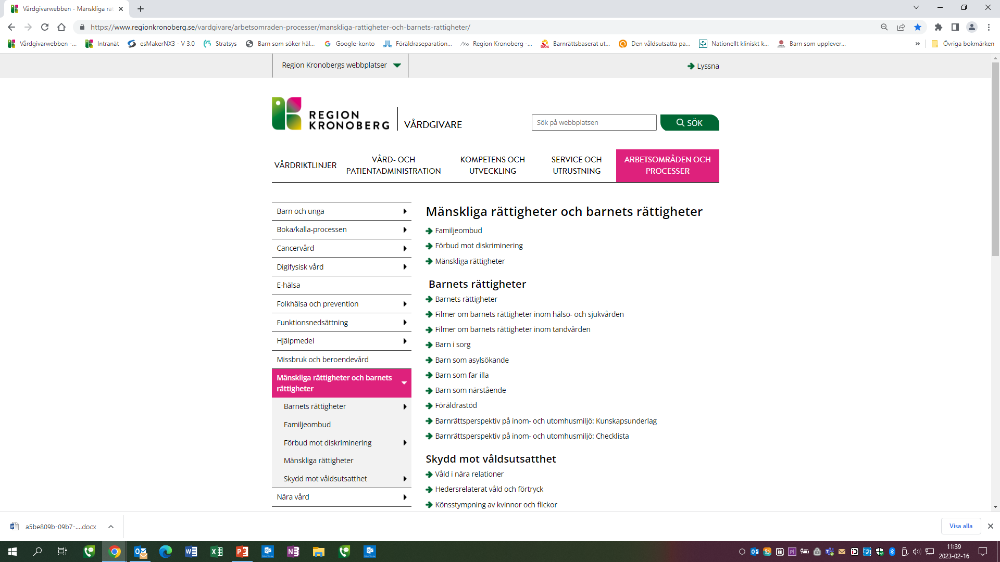 Vårdgivarwebben - Mänskliga rät
https://www.regionkronoberg.se/vardgivare/arbetsomraden-processer/manskliga-rattigheter-och-barnets-rattigheter/
Vårdgivarwebben -...
Intranät
esMakerNX3 - V 3.0
Stratsys
Barn som söker häl...
Google-konto
Föräldraseparation...
Region Kronoberg -...
Barnrättsbaserat ut...
Den våldsutsatta pa...
Nationellt kliniskt k...
Barn som upplever...
»
Övriga bokmärken
Region Kronobergs webbplatser
Lyssna
REGION
KRONOBERG
VÅRDGIVARE
Sök på webbplatsen
SÖK
VÅRDRIKTLINJER
VÅRD- OCH
PATIENTADMINISTRATION
KOMPETENS OCH
UTVECKLING
SERVICE OCH
UTRUSTNING
ARBETSOMRÅDEN OCH
PROCESSER
Barn och unga
Boka/kalla-processen
Cancervård
Digifysisk vård
E-hälsa
Folkhälsa och prevention
Funktionsnedsättning
Hjälpmedel
Missbruk och beroendevård
Mänskliga rättigheter och barnets
rättigheter
Barnets rättigheter
Familjeombud
Förbud mot diskriminering
Mänskliga rättigheter
Skydd mot våldsutsatthet
Nära vård
Mänskliga rättigheter och barnets rättigheter
Familjeombud
Förbud mot diskriminering
Mänskliga rättigheter
Barnets rättigheter
Barnets rättigheter
Filmer om barnets rättigheter inom hälso- och sjukvården
Filmer om barnets rättigheter inom tandvården
Barn i sorg
Barn som asylsökande
Barn som far illa
Barn som närstående
Föräldrastöd
Barnrättsperspektiv på inom- och utomhusmiljö: Kunskapsunderlag
Barnrättsperspektiv på inom- och utomhusmiljö: Checklista
Skydd mot våldsutsatthet
Våld i nära relationer
Hedersrelaterat våld och förtryck
Könsstympning av kvinnor och flickor
a5be809b-09b7-....docx
Visa alla
11:39
2023-02-16